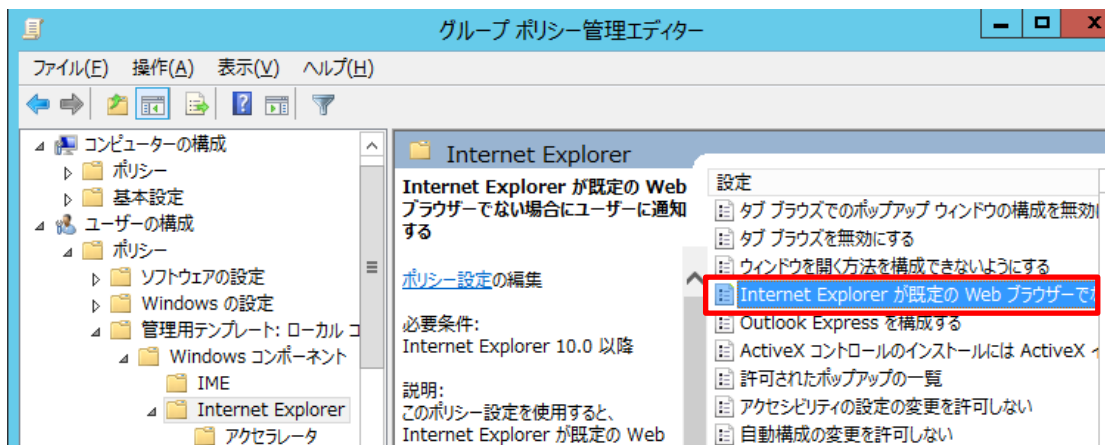 グループ ポリシー管理エディター
ファイル(F) 操作(A) 表示(V) ヘルプ(H)
コンピューターの構成
ポリシー
基本設定
ユーザーの構成
ポリシー
ソフトウェアの設定
Windows の設定
管理用テンプレート: ローカル コ
Windows コンポーネント
IME
Internet Explorer
アクセラレータ
Internet Explorer
Internet Explorer が既定の Web
ブラウザーでない場合にユーザーに通知
する
ポリシー設定の編集
必要条件:
Internet Explorer 10.0 以降
説明:
このポリシー設定を使用すると、
Internet Explorer が既定の Web
設定
タブ ブラウズでのポップアップ ウィンドウの構成を無効
タブ ブラウズを無効にする
ウィンドウを開く方法を構成できないようにする
Internet Explorer が既定の Web ブラウザーで
Outlook Express を構成する
ActiveX コントロールのインストールには ActiveX
許可されたポップアップの一覧
アクセシビリティの設定の変更を許可しない
自動構成の変更を許可しない